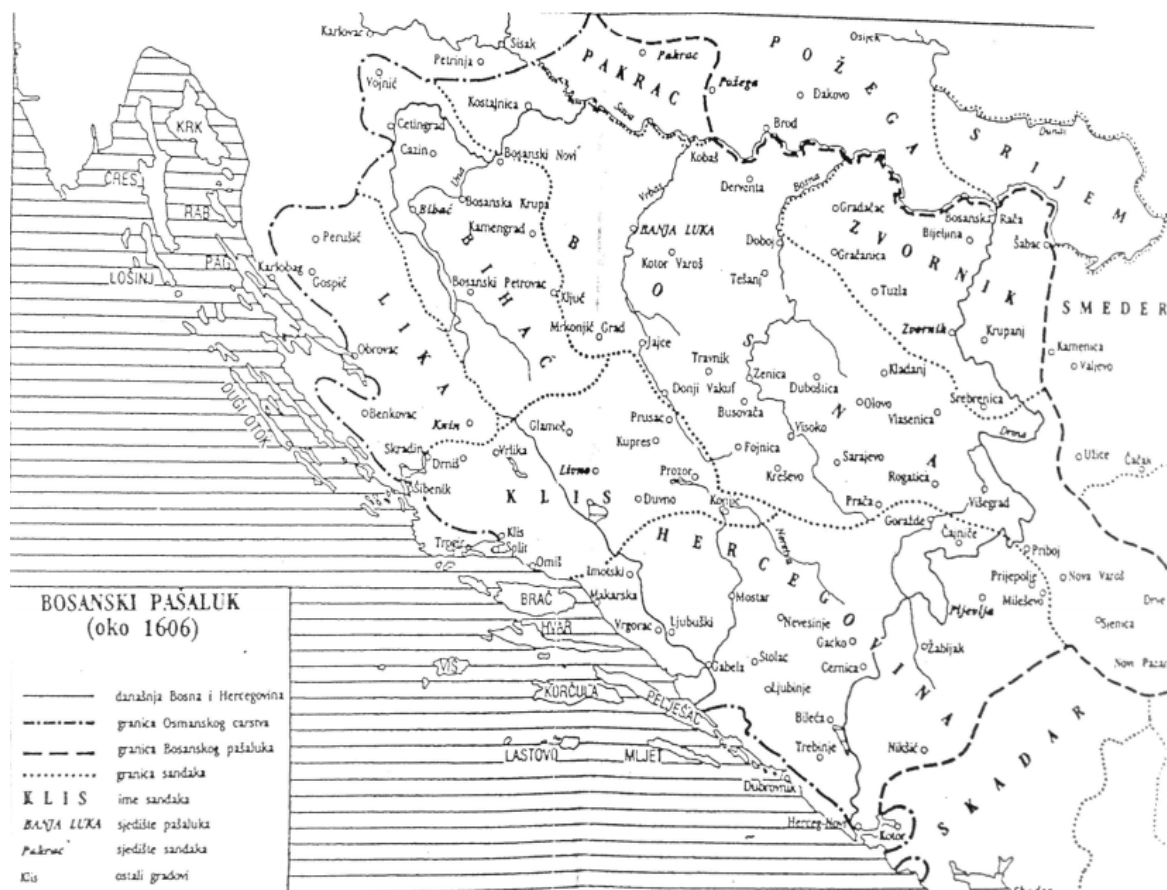 Karlovac
Sisak
Petrinja
Vojnić
Kostajnica
PAKRAC
Pakrac
Požega
POŽEGA
Osijek
Đakovo
Sava
Brod
SRIJEM
Dunav
KRK
CRES
RAB
LOŠINJ
PAG
Cetingrad
Cazin
Bosanski Novi
Una
Kobaš
Vrbas
Derventa
Bosna
Bihać
Bosanska Krupa
Kamengrad
BIHAĆ
BANJA LUKA
Kotor Varoš
Doboj
Tešanj
Gradačac
Gračanica
Tuzla
ZVORNIK
Bosanska Rača
Bijeljina
Šabac
Perušić
Karlobag
Gospić
LIKA
Bosanski Petrovac
Ključ
Mrkonjić Grad
Jajce
BOSNA
Zvornik
Krupanj
SMEDER
Kamenica
Valjevo
Obrovac
Travnik
Zenica
Duboštica
Kladanj
Donji Vakuf
Busovača
Olovo
Vlasenica
Srebrenica
DUGI OTOK
Benkovac
Knin
Glamoč
Prusac
Kupres
Visoko
Fojnica
Drina
Skradin
Drniš
Vrlika
Livno
Prozor
Kreševo
Sarajevo
Rogatica
Užice
Čačak
Šibenik
KLIS
Duvno
Konjic
Prača
Višegrad
Goražde
Klis
Trogir
Split
Omiš
HERCEGOVINA
Neretva
Čajniče
Priboj
Imotski
Prijepolje
Nova Varoš
BRAČ
Makarska
Mostar
Pljevlja
Mileševo
Sjenica
HVAR
Vrgorac
Ljubuški
Nevesinje
Gacko
Žabljak
Novi Pazar
VIS
Gabela
Stolac
Cernica
KORČULA
PELJEŠAC
Ljubinje
Bileća
LASTOVO
MLJET
Trebinje
Nikšić
SKADAR
Dubrovnik
Herceg-Novi
Kotor
BOSANSKI PAŠALUK
(oko 1606)
današnja Bosna i Hercegovina
granica Osmanskog carstva
granica Bosanskog pašaluka
granica sandaka
KLIS ime sandaka
BANJA LUKA sjedište pašaluka
Pakrac sjedište sandaka
Klis ostali gradovi